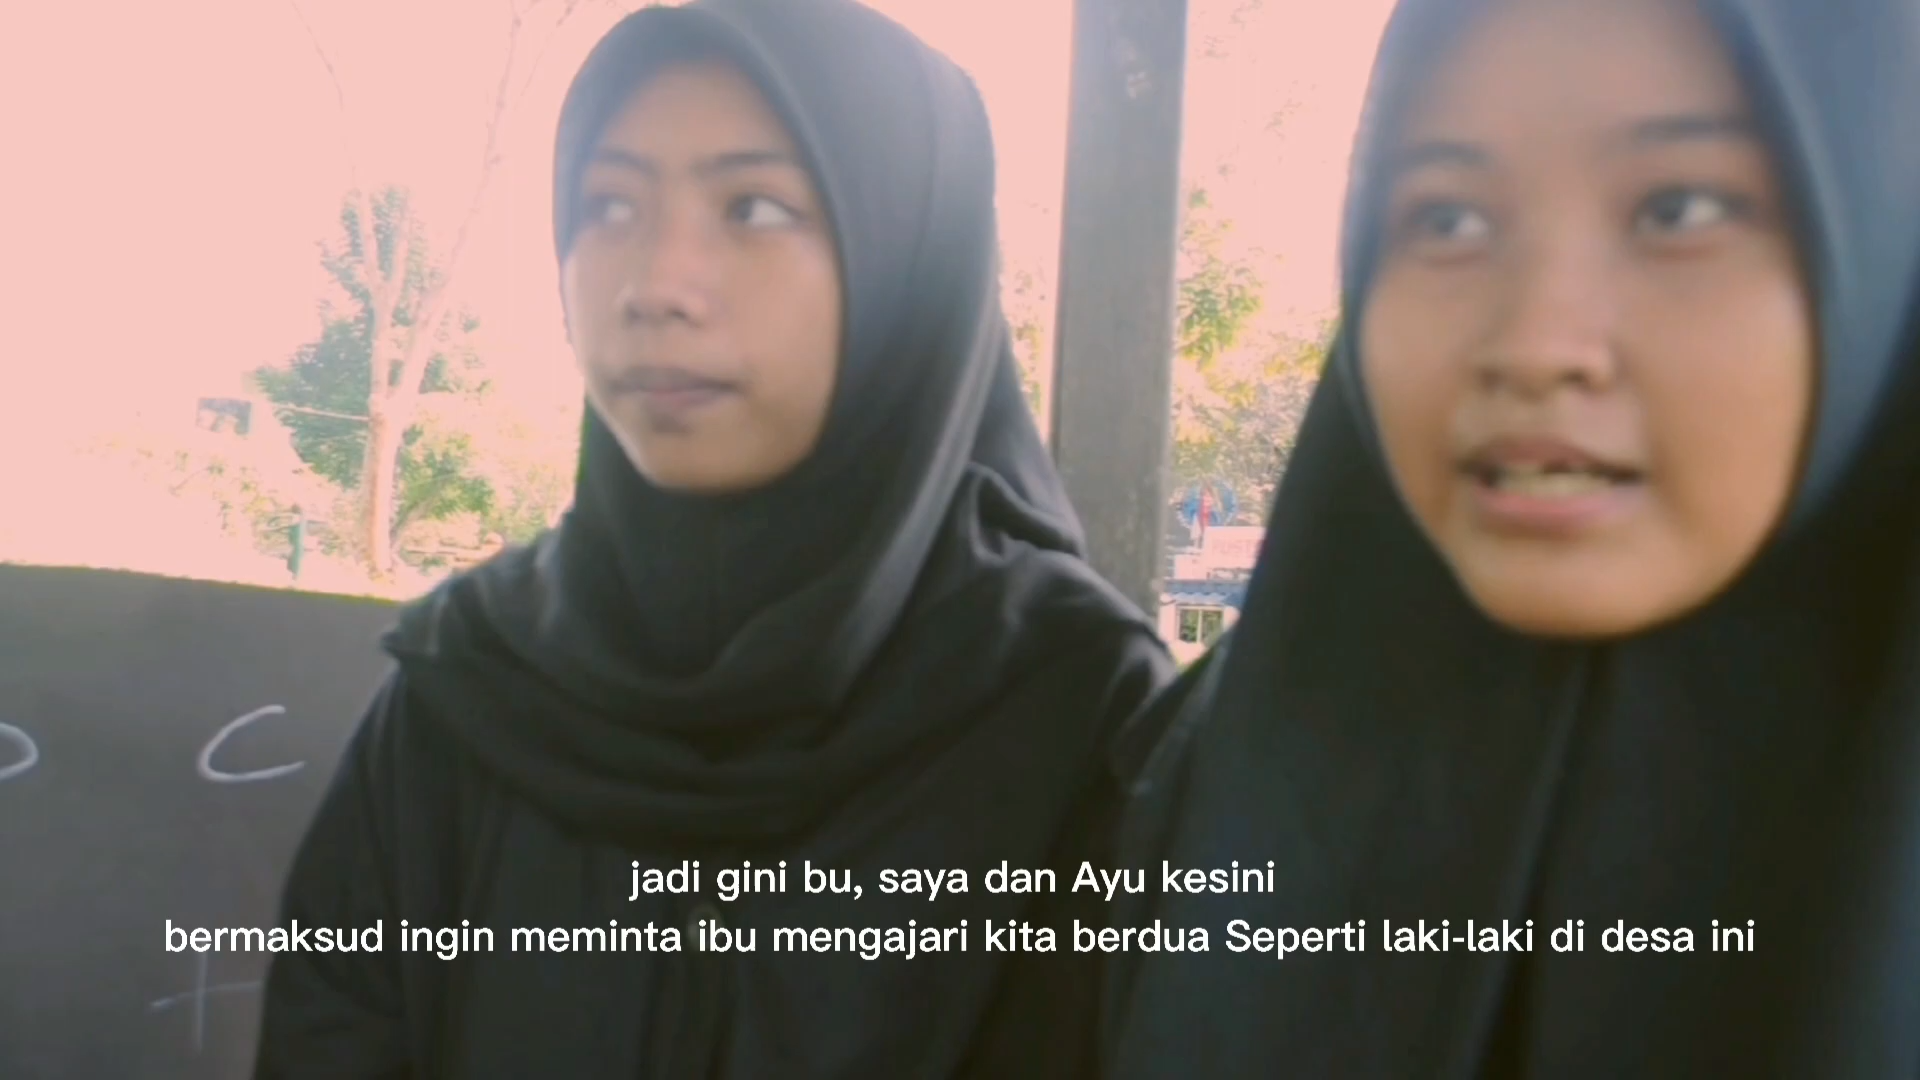 C
jadi gini bu, saya dan Ayu kesini
bermaksud ingin meminta ibu mengajari kita berdua Seperti laki-laki di desa ini